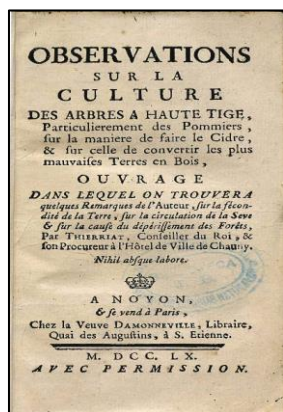 OBSERVATIONS
SUR LA
CULTURE
DES ARBRES A HAUTE TIGE,
Particulierement des Pommiers,
sur la maniere de faire le Cidre,
& sur celle de convertir les plus
mauvaises Terres en Bois,
OUVRAGE
DANS LEQUEL ON TROUVERA
quelques Remarques de l'Auteur, sur la fécon-
dité de la Terre, sur la circulation de la Seve
& sur la cause du dépérissement des Forêts,
Par THIERRIAT, Conseiller du Roi, &
son Procureur à l'Hôtel de Ville de Chauny.
Nihil absque labore.
A NOYON,
& se vend à Paris,
Chez la Veuve DAMONNEVILLE, Libraire,
Quai des Augustins, à S. Etienne.
M. DCC. LX.
AVEC PERMISSION.